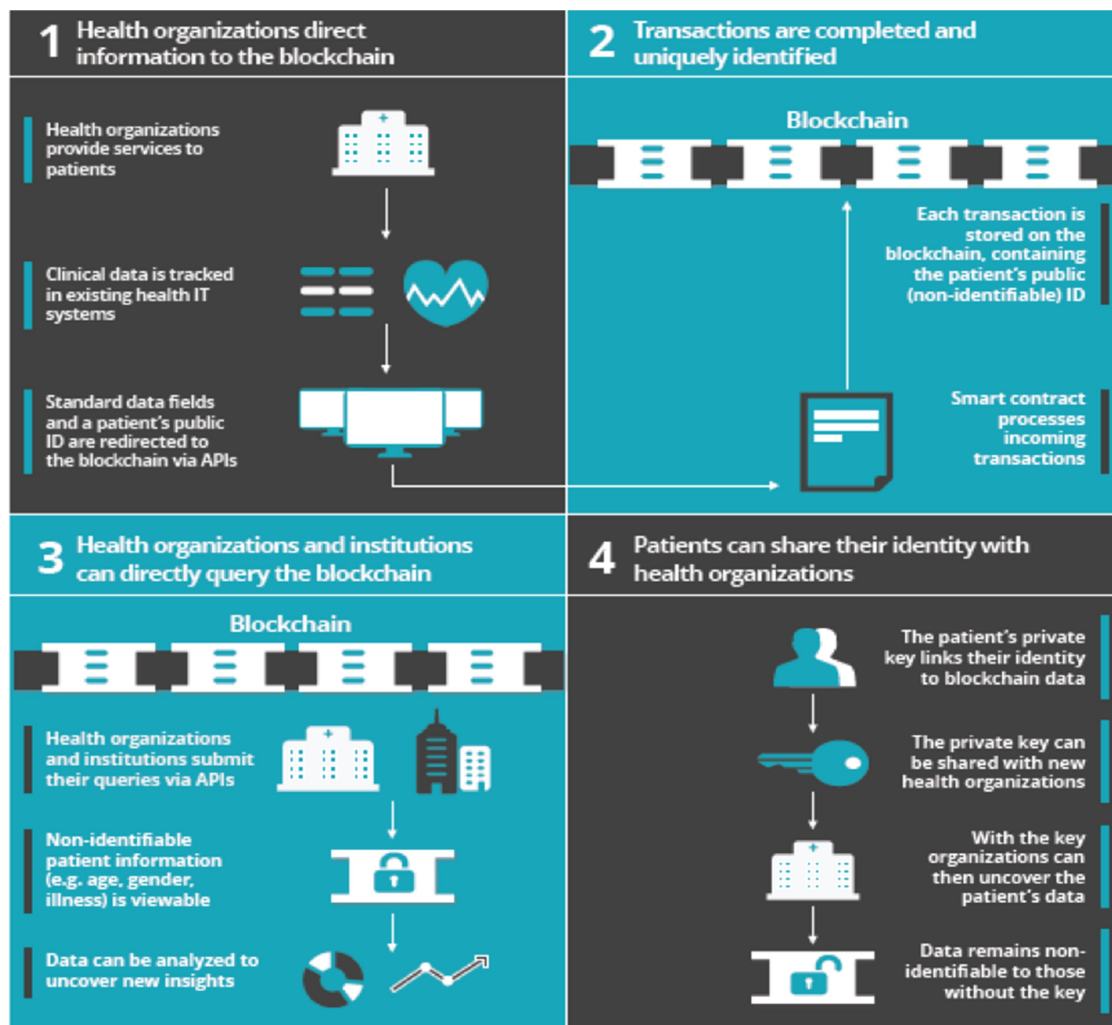 1
Health organizations direct
information to the blockchain
Health organizations
provide services to
patients
Clinical data is tracked
in existing health IT
systems
Standard data fields
and a patient's public
ID are redirected to
the blockchain via APIs
2
Transactions are completed and
uniquely identified
Blockchain
Each transaction is
stored on the
blockchain, containing
the patient's public
(non-identifiable) ID
Smart contract
processes
incoming
transactions
3
Health organizations and institutions
can directly query the blockchain
Blockchain
Health organizations
and institutions submit
their queries via APIs
Non-identifiable
patient information
(e.g. age, gender,
illness) is viewable
Data can be analyzed to
uncover new insights
4
Patients can share their identity with
health organizations
The patient's private
key links their identity
to blockchain data
The private key can
be shared with new
health organizations
With the key
organizations can
then uncover the
patient's data
Data remains non-
identifiable to those
without the key